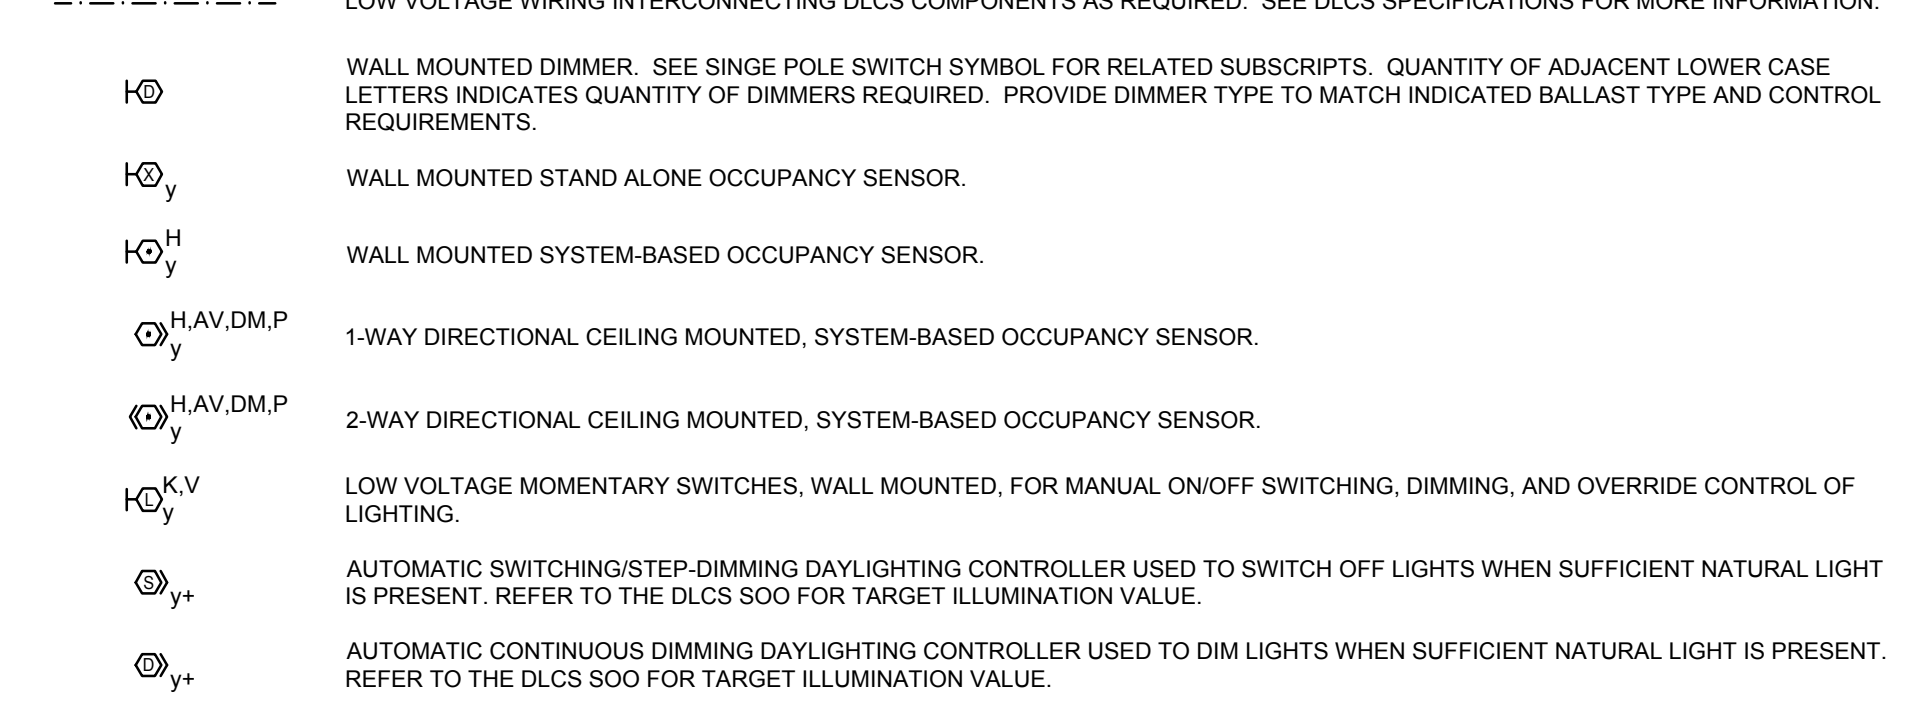 LOW VOLTAGE WIRING INTERCONNECTING DLCS COMPONENTS AS REQUIRED. SEE DLCS SPECIFICATIONS FOR MORE INFORMATION.
D
WALL MOUNTED DIMMER. SEE SINGE POLE SWITCH SYMBOL FOR RELATED SUBSCRIPTS. QUANTITY OF ADJACENT LOWER CASE
LETTERS INDICATES QUANTITY OF DIMMERS REQUIRED. PROVIDE DIMMER TYPE TO MATCH INDICATED BALLAST TYPE AND CONTROL
REQUIREMENTS.
X y
WALL MOUNTED STAND ALONE OCCUPANCY SENSOR.
H
y
WALL MOUNTED SYSTEM-BASED OCCUPANCY SENSOR.
H,AV,DM,P
y
1-WAY DIRECTIONAL CEILING MOUNTED, SYSTEM-BASED OCCUPANCY SENSOR.
H,AV,DM,P
y
2-WAY DIRECTIONAL CEILING MOUNTED, SYSTEM-BASED OCCUPANCY SENSOR.
L K,V
y
LOW VOLTAGE MOMENTARY SWITCHES, WALL MOUNTED, FOR MANUAL ON/OFF SWITCHING, DIMMING, AND OVERRIDE CONTROL OF
LIGHTING.
S y+
AUTOMATIC SWITCHING/STEP-DIMMING DAYLIGHTING CONTROLLER USED TO SWITCH OFF LIGHTS WHEN SUFFICIENT NATURAL LIGHT
IS PRESENT. REFER TO THE DLCS SOO FOR TARGET ILLUMINATION VALUE.
D y+
AUTOMATIC CONTINUOUS DIMMING DAYLIGHTING CONTROLLER USED TO DIM LIGHTS WHEN SUFFICIENT NATURAL LIGHT IS PRESENT.
REFER TO THE DLCS SOO FOR TARGET ILLUMINATION VALUE.